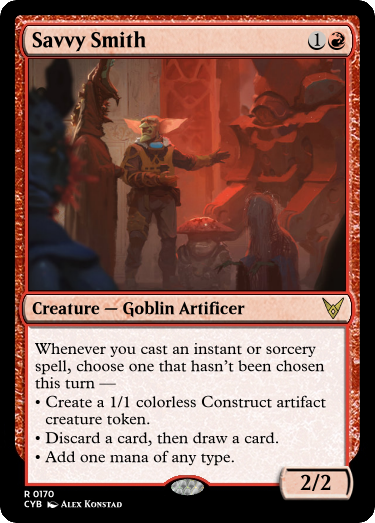 Savvy Smith 1
Creature — Goblin Artificer
Whenever you cast an instant or sorcery
spell, choose one that hasn't been chosen
this turn —
• Create a 1/1 colorless Construct artifact
creature token.
• Discard a card, then draw a card.
• Add one mana of any type.
2/2
R 0170
CYB Alex Konstad